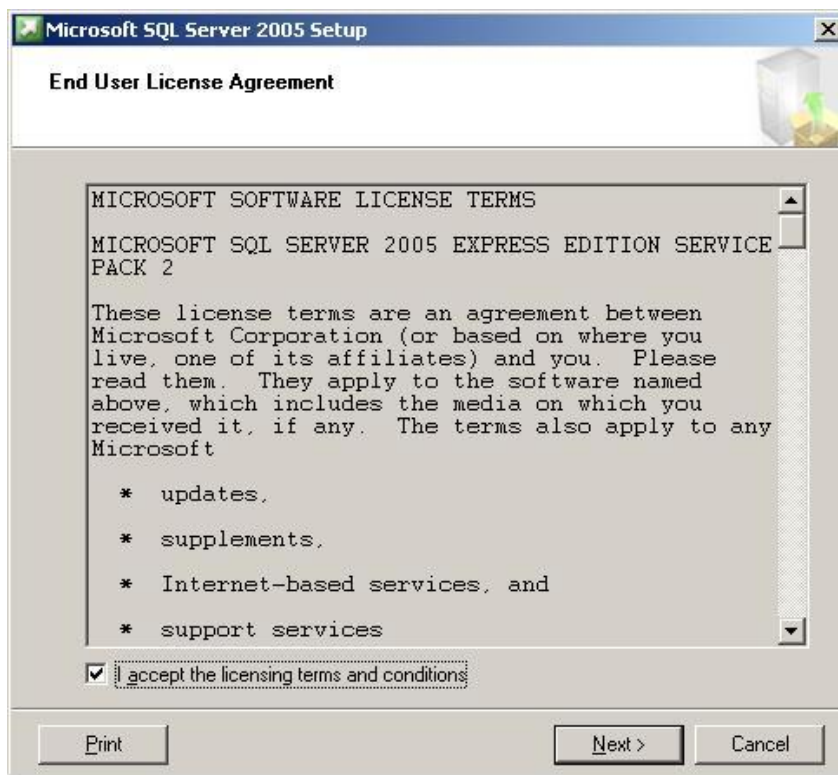 Microsoft SQL Server 2005 Setup
End User License Agreement
MICROSOFT SOFTWARE LICENSE TERMS
MICROSOFT SQL SERVER 2005 EXPRESS EDITION SERVICE
PACK 2
These license terms are an agreement between
Microsoft Corporation (or based on where you
live, one of its affiliates) and you.  Please
read them.  They apply to the software named
above, which includes the media on which you
received it, if any.  The terms also apply to any
Microsoft
* updates,
* supplements,
* Internet-based services, and
* support services
I accept the licensing terms and conditions
Print
Next >
Cancel